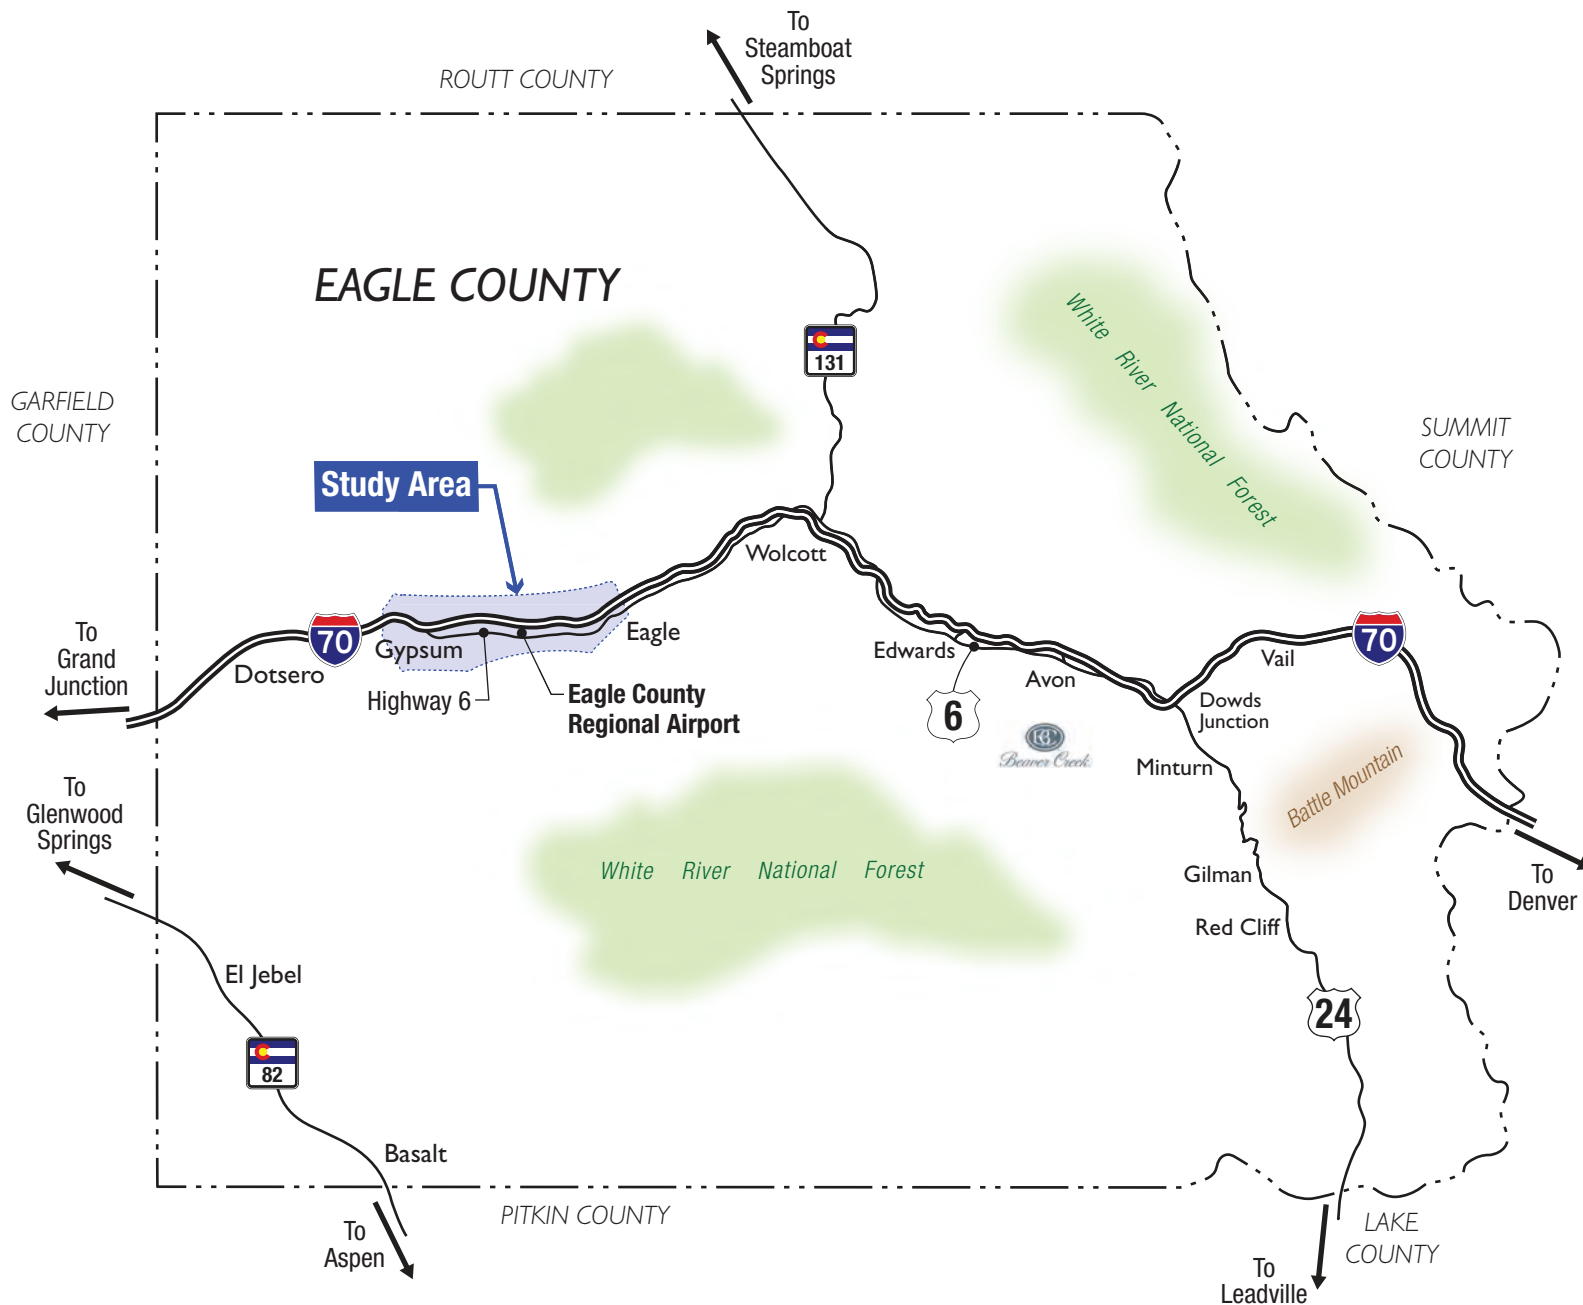 To
Steamboat
Springs
ROUTT COUNTY
EAGLE COUNTY
White River National Forest
131
GARFIELD
COUNTY
SUMMIT
COUNTY
Study Area
Wolcott
To
Grand
Junction
70
Gypsum
Eagle
Dotsero
Highway 6
Eagle County
Regional Airport
Edwards
6
Avon
Beaver Creek
BC
Dowds
Junction
Vail
70
Minturn
Battle Mountain
To
Glenwood
Springs
White River National Forest
Gilman
To
Denver
Red Cliff
El Jebel
24
82
Basalt
PITKIN COUNTY
To
Aspen
LAKE
COUNTY
To
Leadville